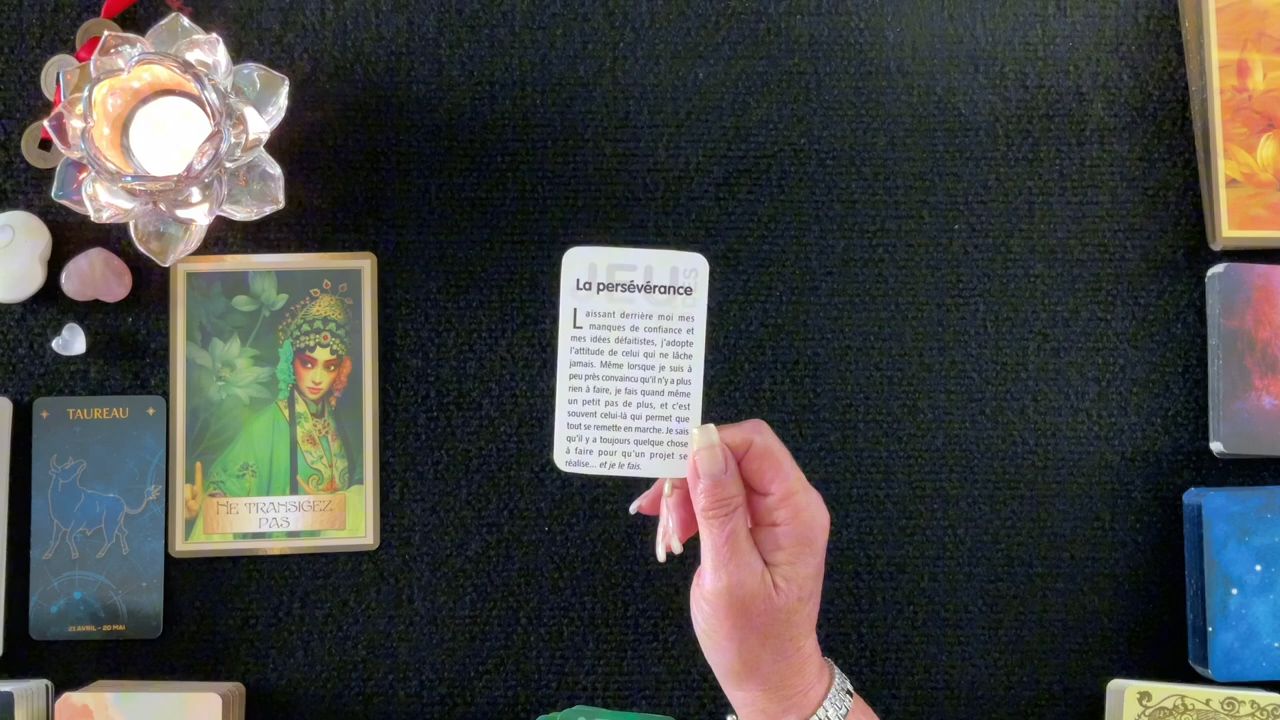 TAUREAU
21 AVRIL - 20 MAI
NE TRANSIGEZ
PAS
JEU
La persévérance
Laissant derrière moi mes
manques de confiance et
mes idées défaitistes, j'adopte
l'attitude de celui qui ne lâche
jamais. Même lorsque je suis à
peu près convaincu qu'il n'y a plus
rien à faire, je fais quand même
un petit pas de plus, et c'est
souvent celui-là qui permet que
tout se remette en marche. Je sais
qu'il y a toujours quelque chose
à faire pour qu'un projet se
réalise... et je le fais.